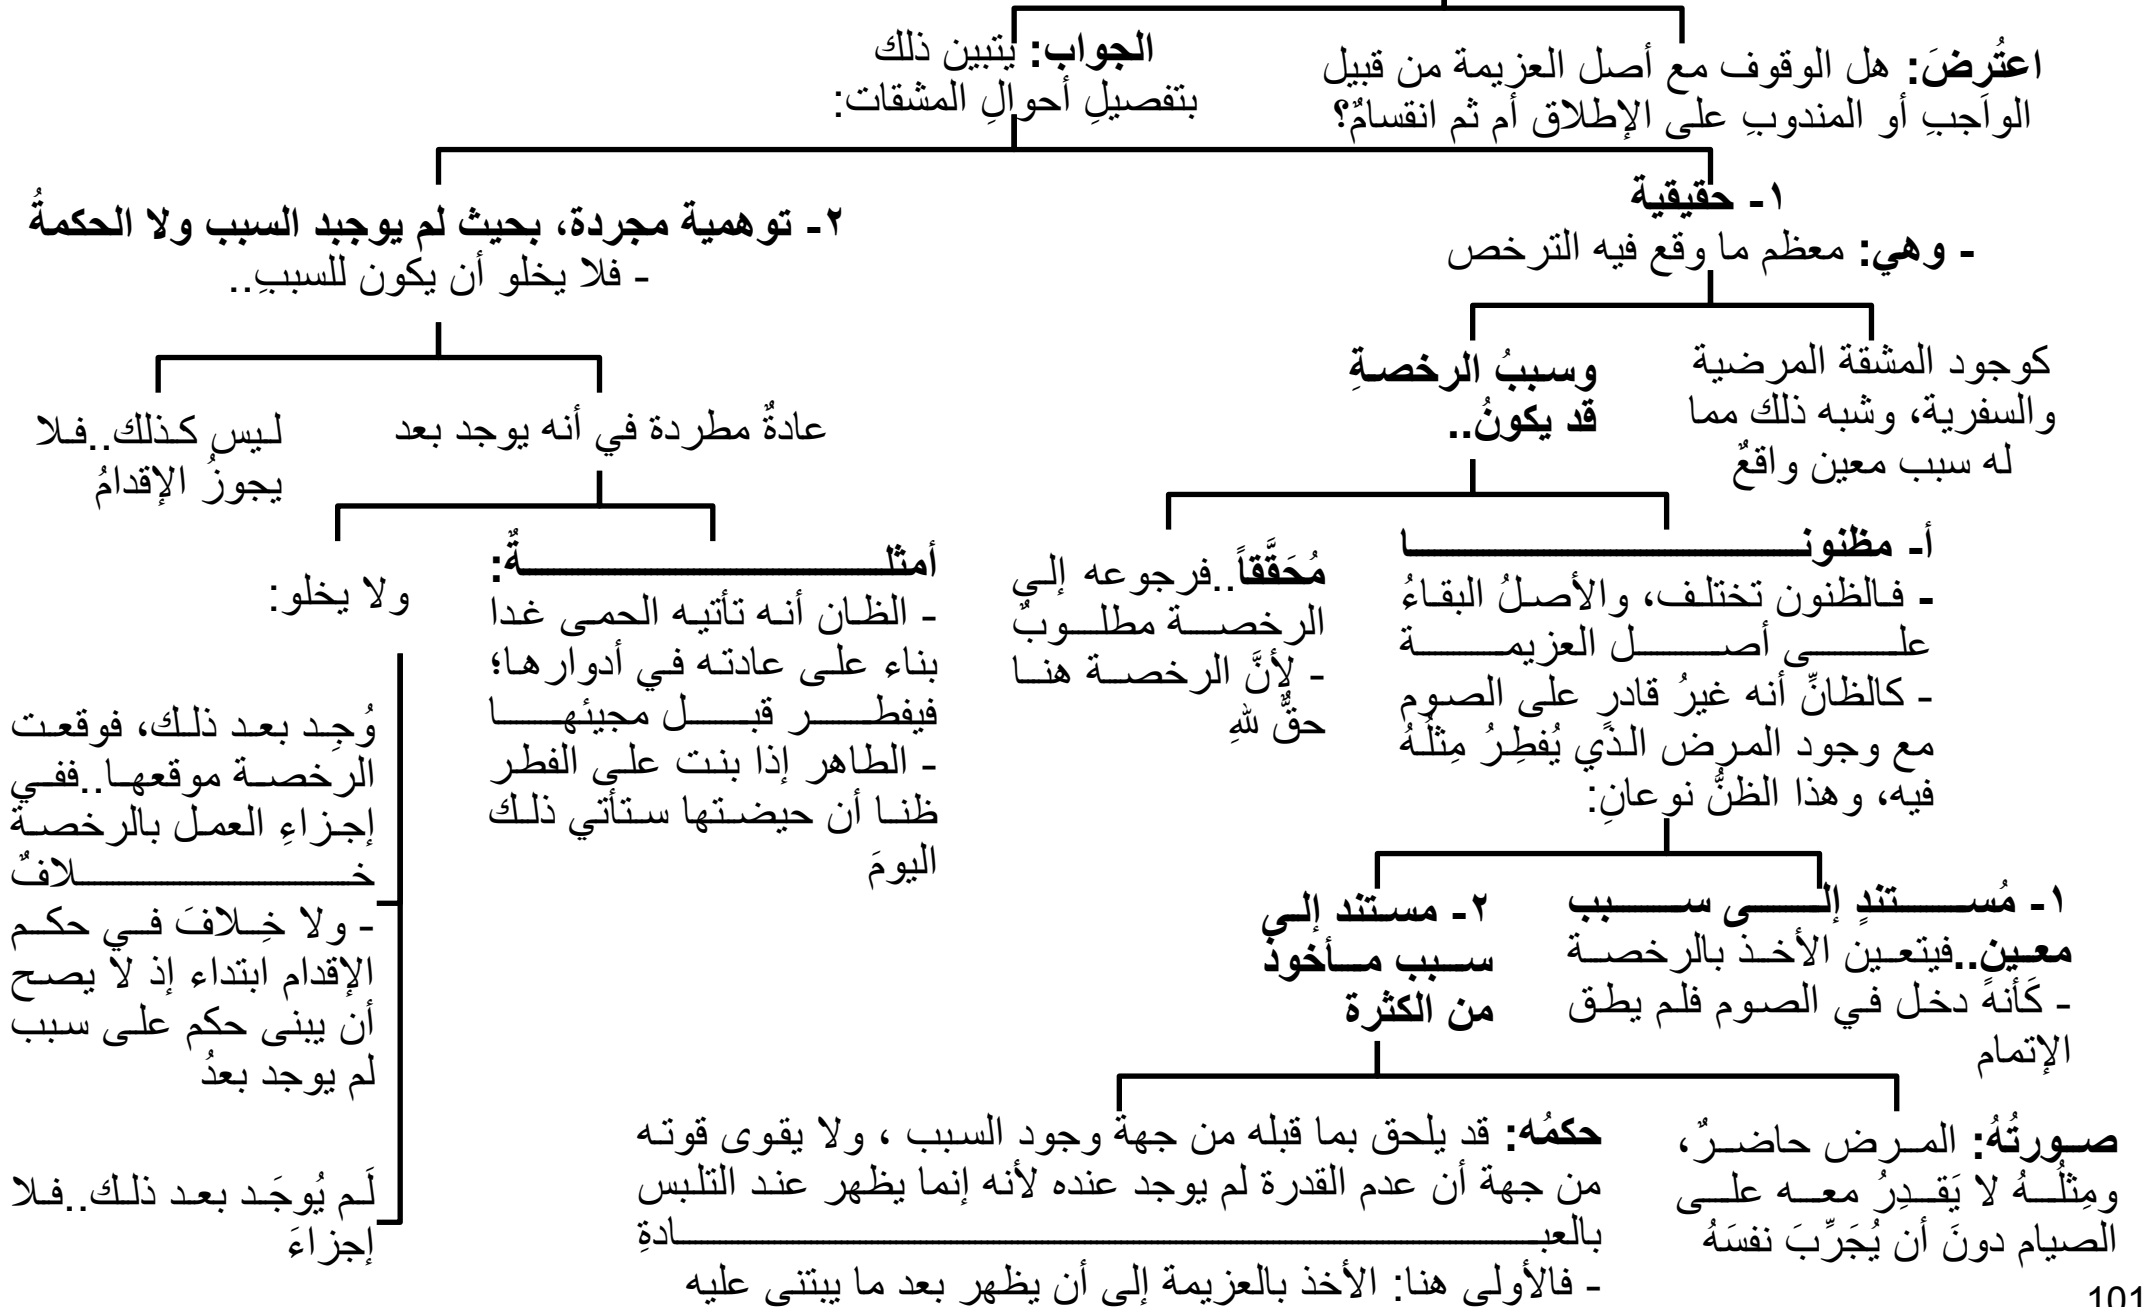 اعتُرِضَ: هل الوقوف مع أصل العزيمة من قبيل
الواجبِ أو المندوبِ على الإطلاق أم ثم انقسامٌ؟
الجواب: يتبين ذلك
بتفصيلِ أحوالِ المشقات:
١- حقيقية
- وهي: معظم ما وقع فيه الترخص
كوجود المشقة المرضية
والسفرية، وشبه ذلك مما
له سبب معين واقعٌ
وسببُ الرخصةِ
قد يكونُ..
أ- مظنونا
- فالظنون تختلف، والأصلُ البقاءُ
على أصل العزيمة
- كالظانِّ أنه غيرُ قادرٍ على الصوم
مع وجود المرض الذي يُفطِرُ مِثلُهُ
فيه، وهذا الظنُّ نوعانِ:
١- مُستندٍ إلى سبب
معين..فيتعين الأخذ بالرخصة
- كَأنه دخل في الصوم فلم يطق
الإتمام
٢- مستند إلى
سبب مأخوذ
من الكثرة
صورتُهُ: المرض حاضرٌ،
ومِثلُهُ لا يَقدِرُ معه على
الصيام دونَ أن يُجَرِّبَ نفسَهُ
حكمُه: قد يلحق بما قبله من جهة وجود السبب ، ولا يقوى قوته
من جهة أن عدم القدرة لم يوجد عنده لأنه إنما يظهر عند التلبس
بالعبادةِ
- فالأولى هنا: الأخذ بالعزيمة إلى أن يظهر بعد ما يبتنى عليه
مُحَقَّقاً..فرجوعه إلى
الرخصة مطلوبٌ
- لأنَّ الرخصة هنا
حقٌّ للهِ
٢- توهمية مجردة، بحيث لم يوجبد السبب ولا الحكمةُ
- فلا يخلو أن يكون للسببِ..
عادةٌ مطردة في أنه يوجد بعد
أمثلةٌ:
- الظان أنه تأتيه الحمى غدا
بناء على عادته في أدوارها؛
فيفطر قبل مجيئها
- الطاهر إذا بنت على الفطر
ظنا أن حيضتها ستأتي ذلك
اليومَ
ولا يخلو:
وُجِد بعد ذلك، فوقعت
الرخصة موقعها..ففي
إجزاءِ العمل بالرخصة
خلافٌ
- ولا خِلافَ في حكم
الإقدام ابتداء إذ لا يصح
أن يبنى حكم على سبب
لم يوجد بعدُ
لَم يُوجَد بعد ذلك..فلا
إجزاءَ
ليس كذلك..فلا
يجوزُ الإقدامُ
101